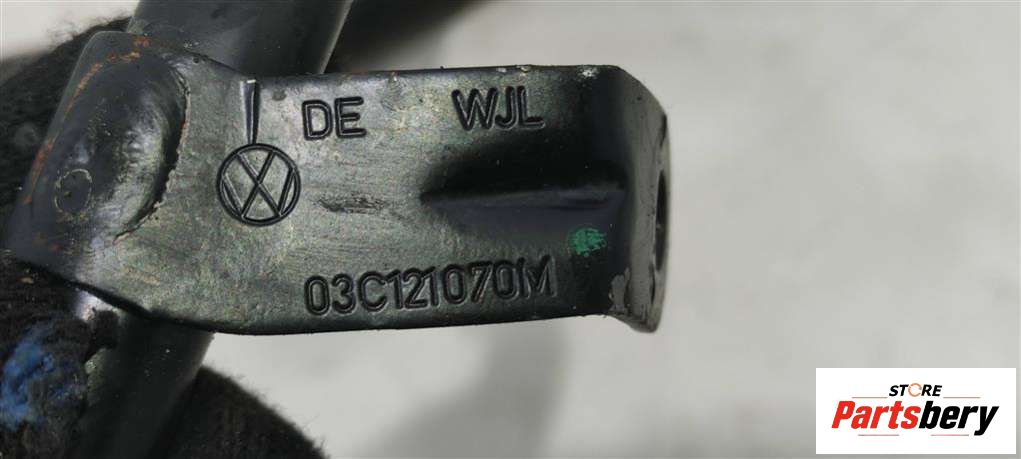 DE WJL
03C121070M
STORE
Partsbery